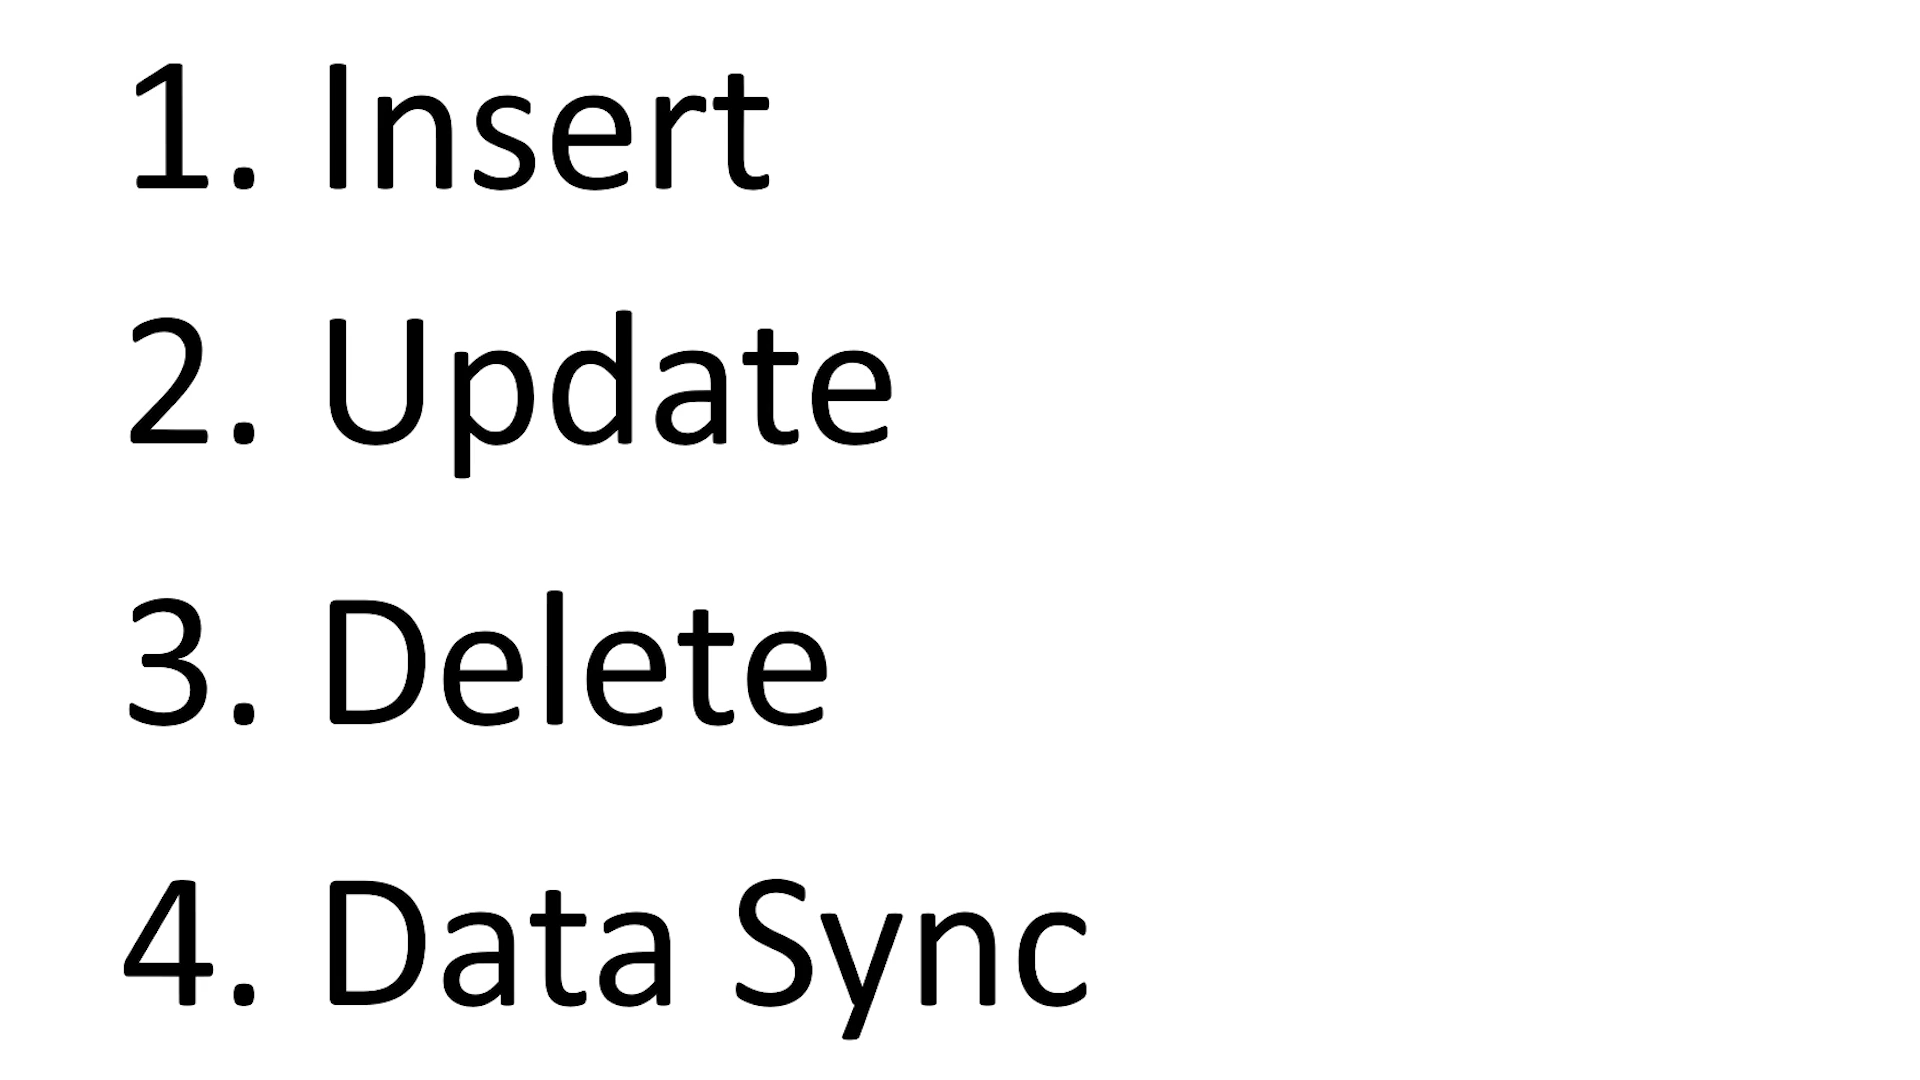 1. Insert
2. Update
3. Delete
4. Data Sync